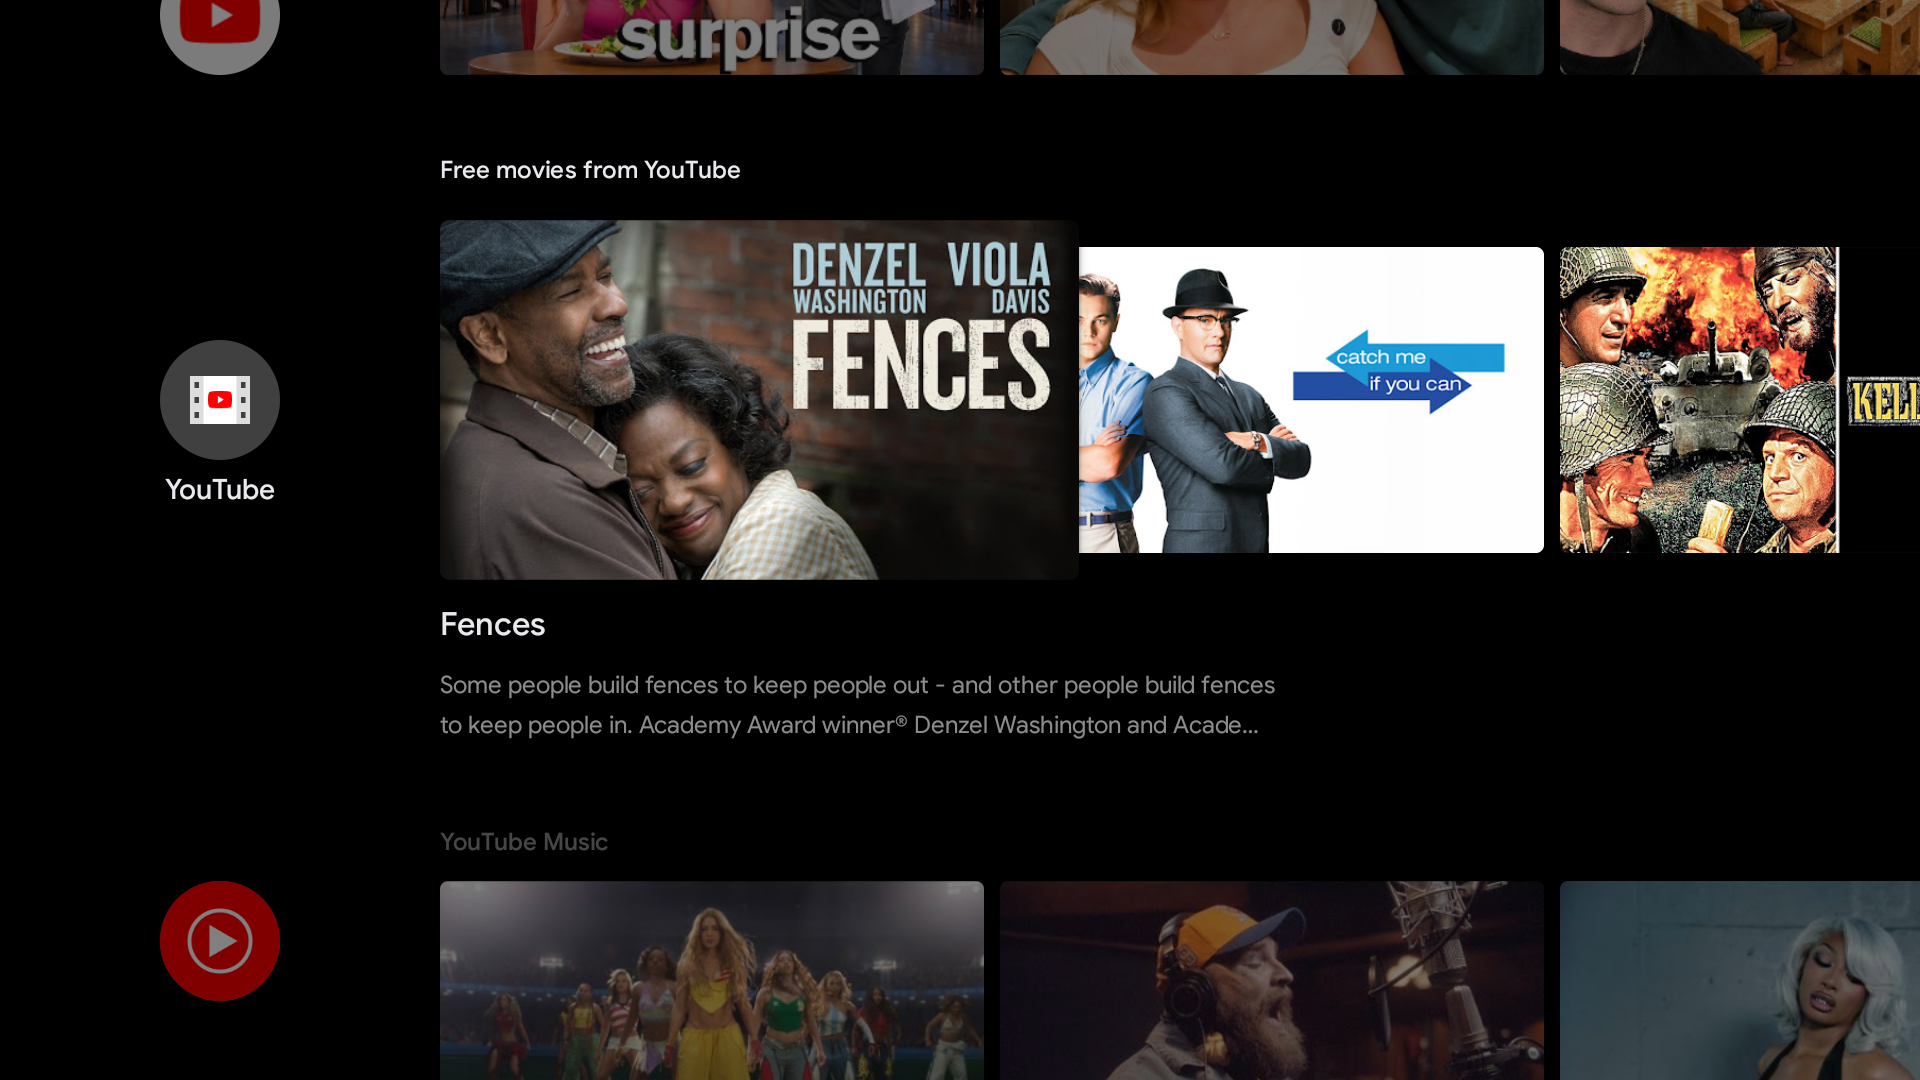 surprise
Free movies from YouTube
DENZEL VIOLA
WASHINGTON DAVIS
FENCES
catch me
if you can
KELL
YouTube
Fences
Some people build fences to keep people out - and other people build fences
to keep people in. Academy Award winner® Denzel Washington and Acade...
YouTube Music